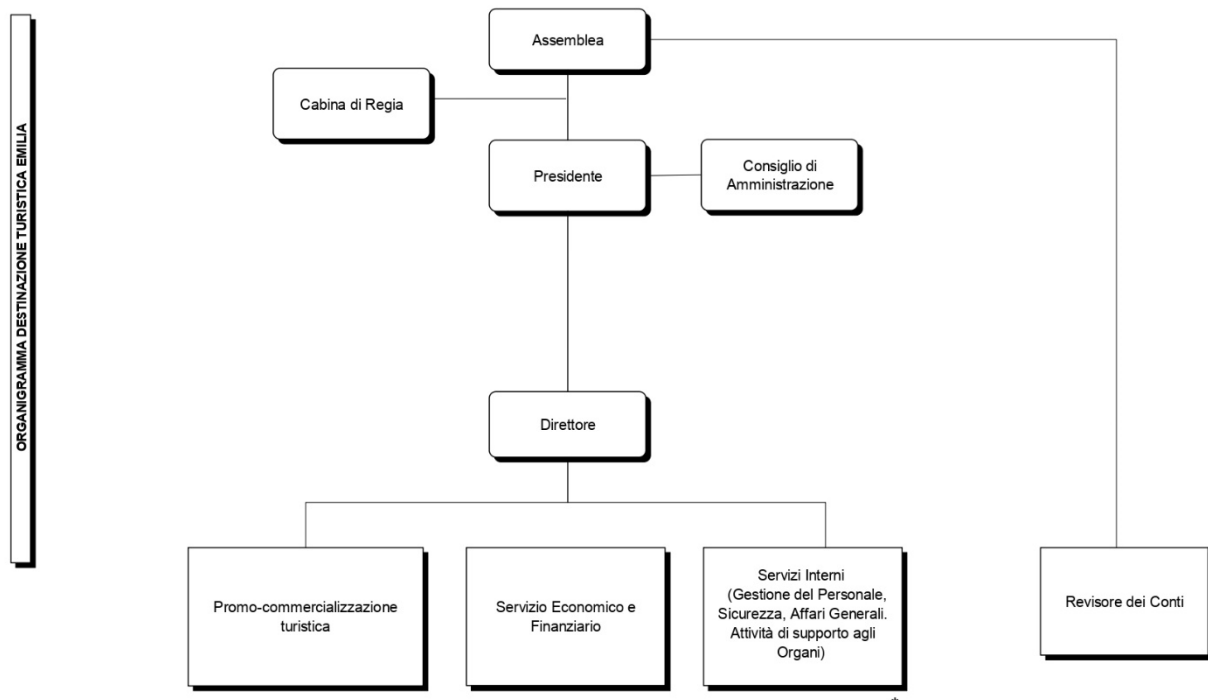 ORGANIGRAMMA DESTINAZIONE TURISTICA EMILIA
Assemblea
Cabina di Regia
Presidente
Consiglio di
Amministrazione
Direttore
Promo-commercializzazione
turistica
Servizio Economico e
Finanziario
Servizi Interni
(Gestione del Personale,
Sicurezza, Affari Generali.
Attività di supporto agli
Organi)
Revisore dei Conti
*